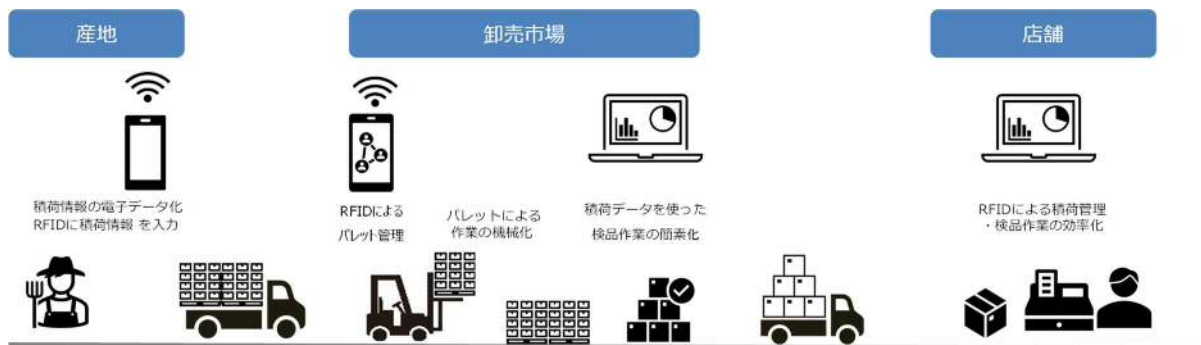 産地
卸売市場
店舗
積荷情報の電子データ化
RFIDに積荷情報 を入力
RFIDによる
パレット管理
パレットによる
作業の機械化
積荷データを使った
検品作業の簡素化
RFIDによる積荷管理
・検品作業の効率化